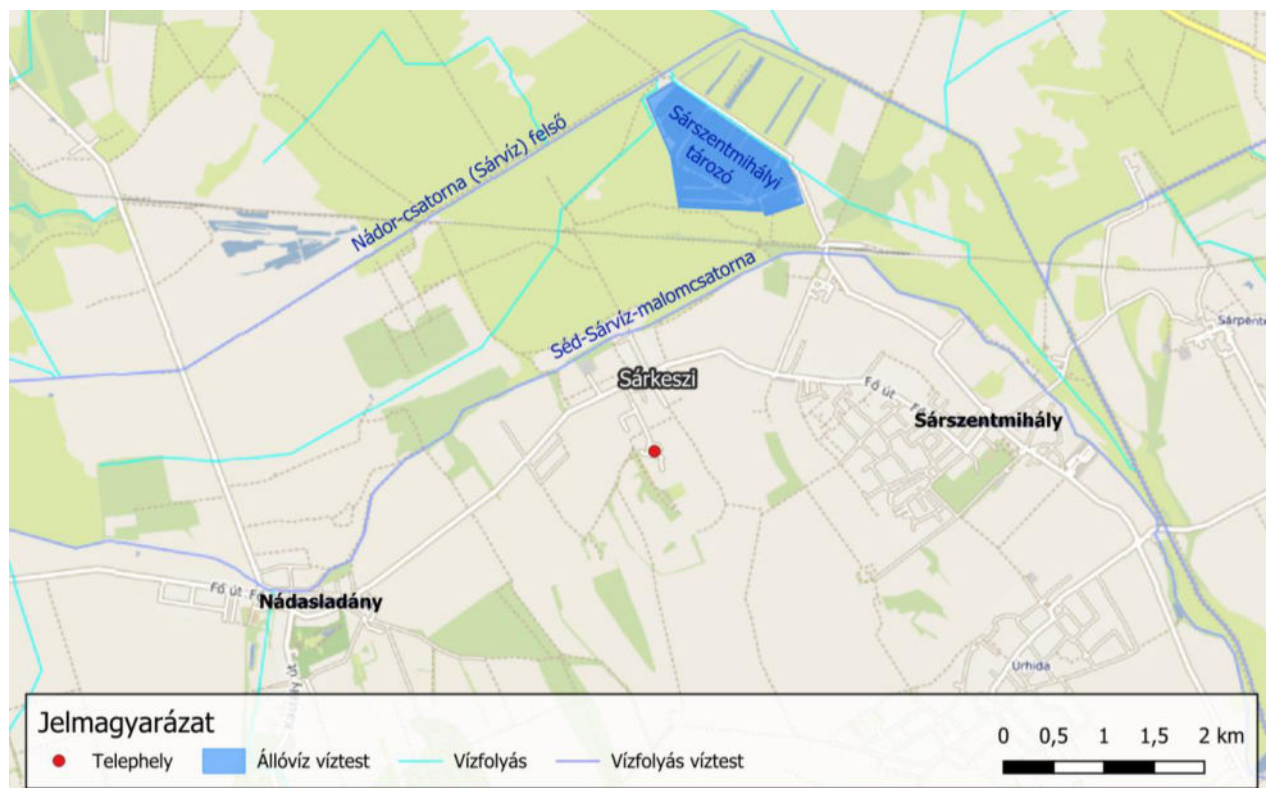 Sárszentmihályi
tározó
Nádor-csatorna (Sárvíz) felső
Séd-Sárvíz-malomcsatorna
Sárpente
Sárkeszi
Fő út
Sárszentmihály
Fő út
Nádasladány
Úrhida
Jelmagyarázat
Telephely
Állóvíz víztest
Vízfolyás
Vízfolyás víztest
0 0,5 1 1,5 2 km